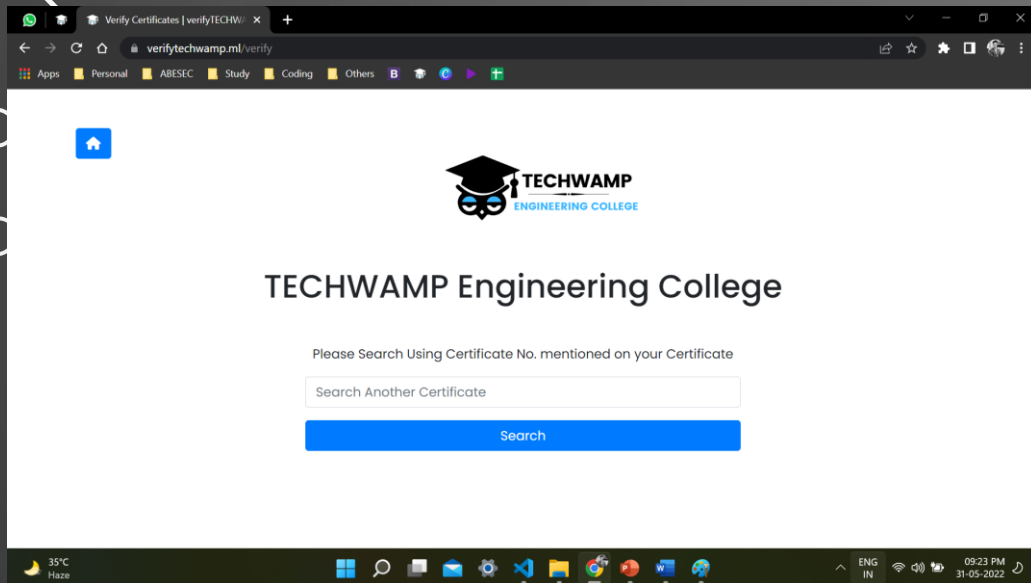 Verify Certificates | verifyTECHWA
verifytechwamp.ml/verify
Apps Personal ABESEC Study Coding Others B C
TECHWAMP
ENGINEERING COLLEGE
TECHWAMP Engineering College
Please Search Using Certificate No. mentioned on your Certificate
Search Another Certificate
Search
35°C
Haze
ENG
IN
09:23 PM
31-05-2022